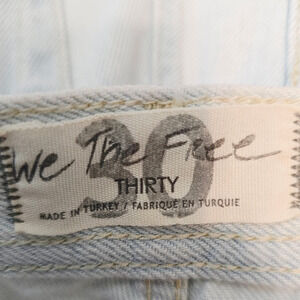 We The Free
30
THIRTY
MADE IN TURKEY / FABRIQUÉ EN TURQUIE